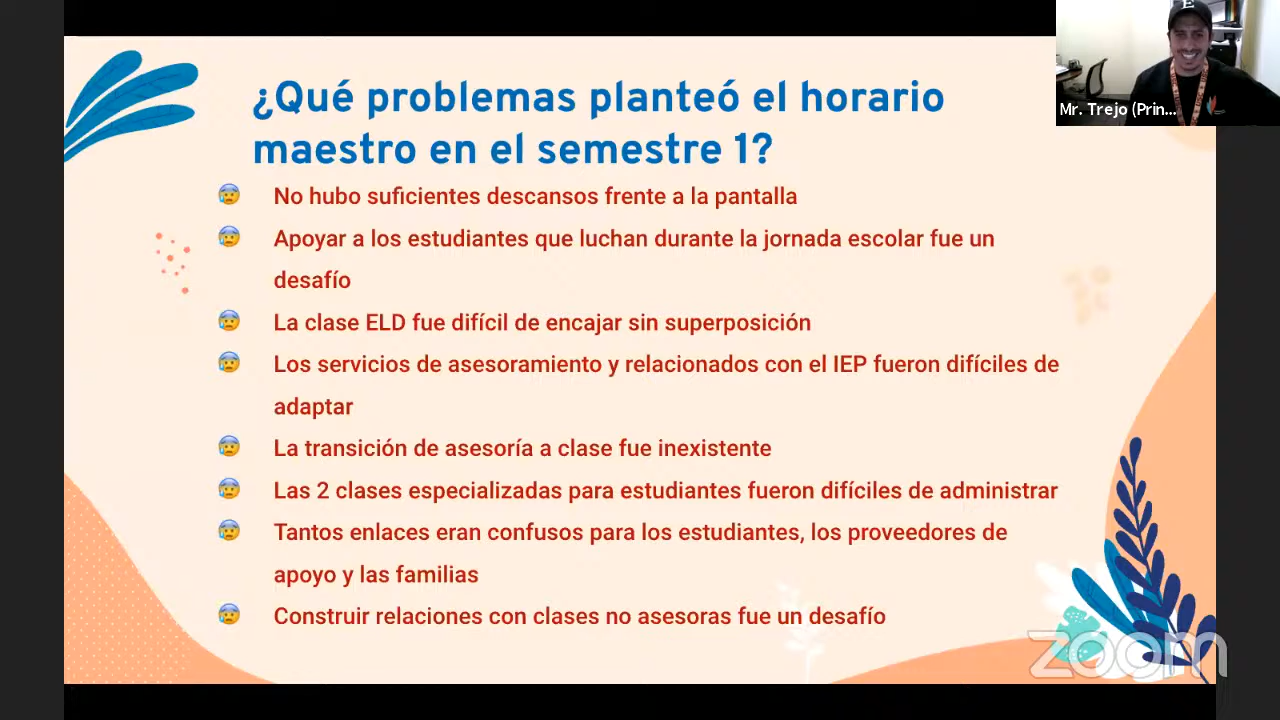 ¿Qué problemas planteó el horario
maestro en el semestre 1?
No hubo suficientes descansos frente a la pantalla
Apoyar a los estudiantes que luchan durante la jornada escolar fue un
desafío
La clase ELD fue difícil de encajar sin superposición
Los servicios de asesoramiento y relacionados con el IEP fueron difíciles de
adaptar
La transición de asesoría a clase fue inexistente
Las 2 clases especializadas para estudiantes fueron difíciles de administrar
Tantos enlaces eran confusos para los estudiantes, los proveedores de
apoyo y las familias
Construir relaciones con clases no asesoras fue un desafío
E
Mr. Trejo (Prin...
zoom